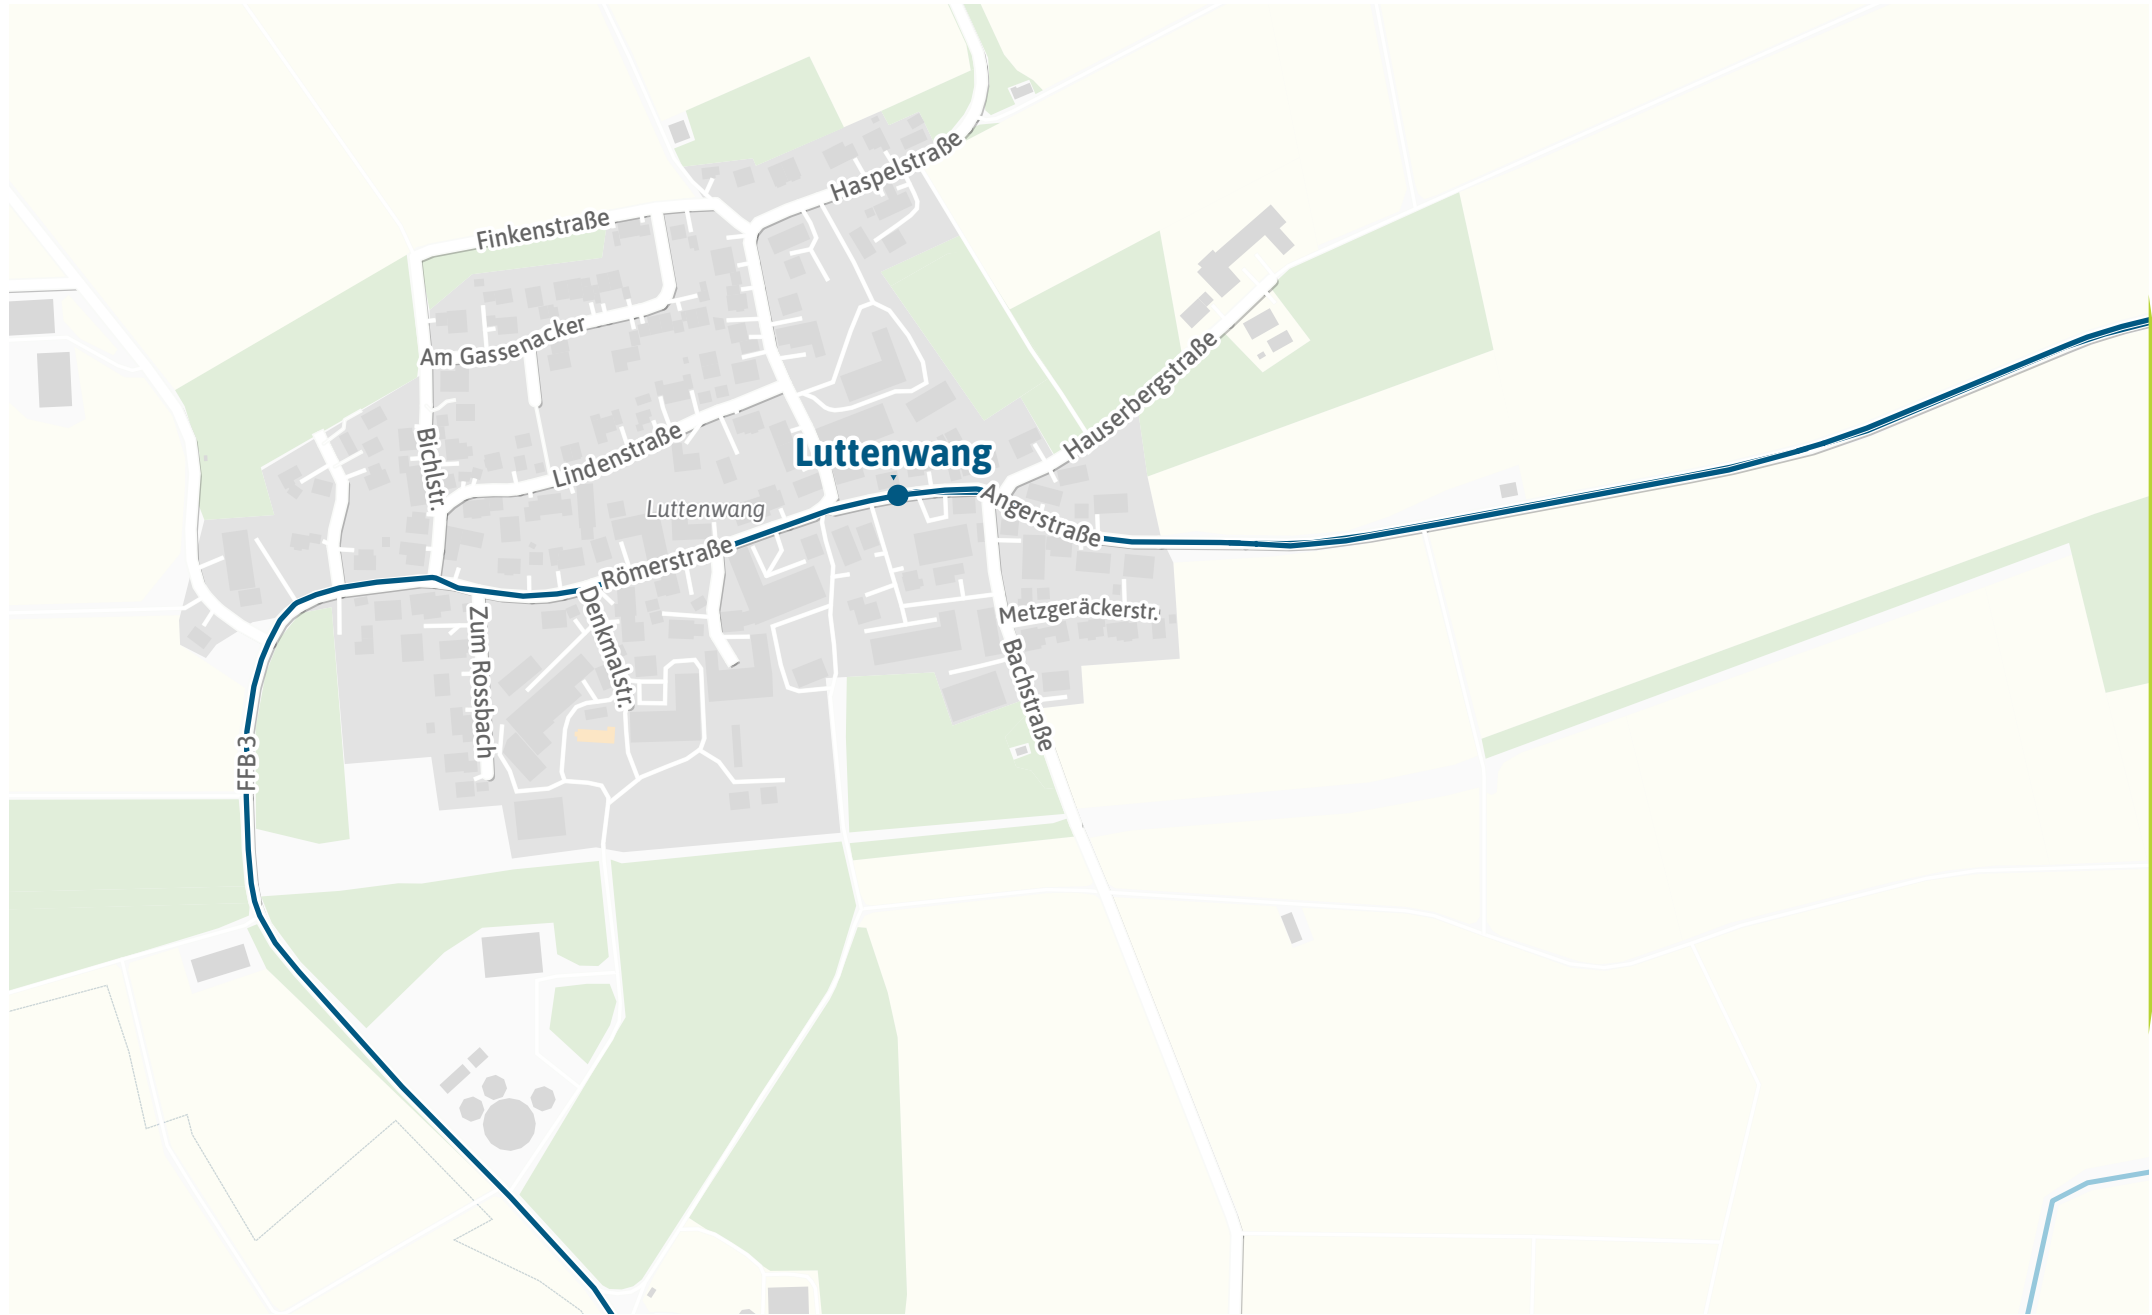 Haspelstraße
Finkenstraße
Am Gassenacker
Hauserbergstraße
Bichlstr.
Lindenstraße
Luttenwang
Luttenwang
Angerstraße
Römerstraße
Denkmalstr.
Metzgeräckerstr.
Zum Rossbach
Bachstraße
FFB 3